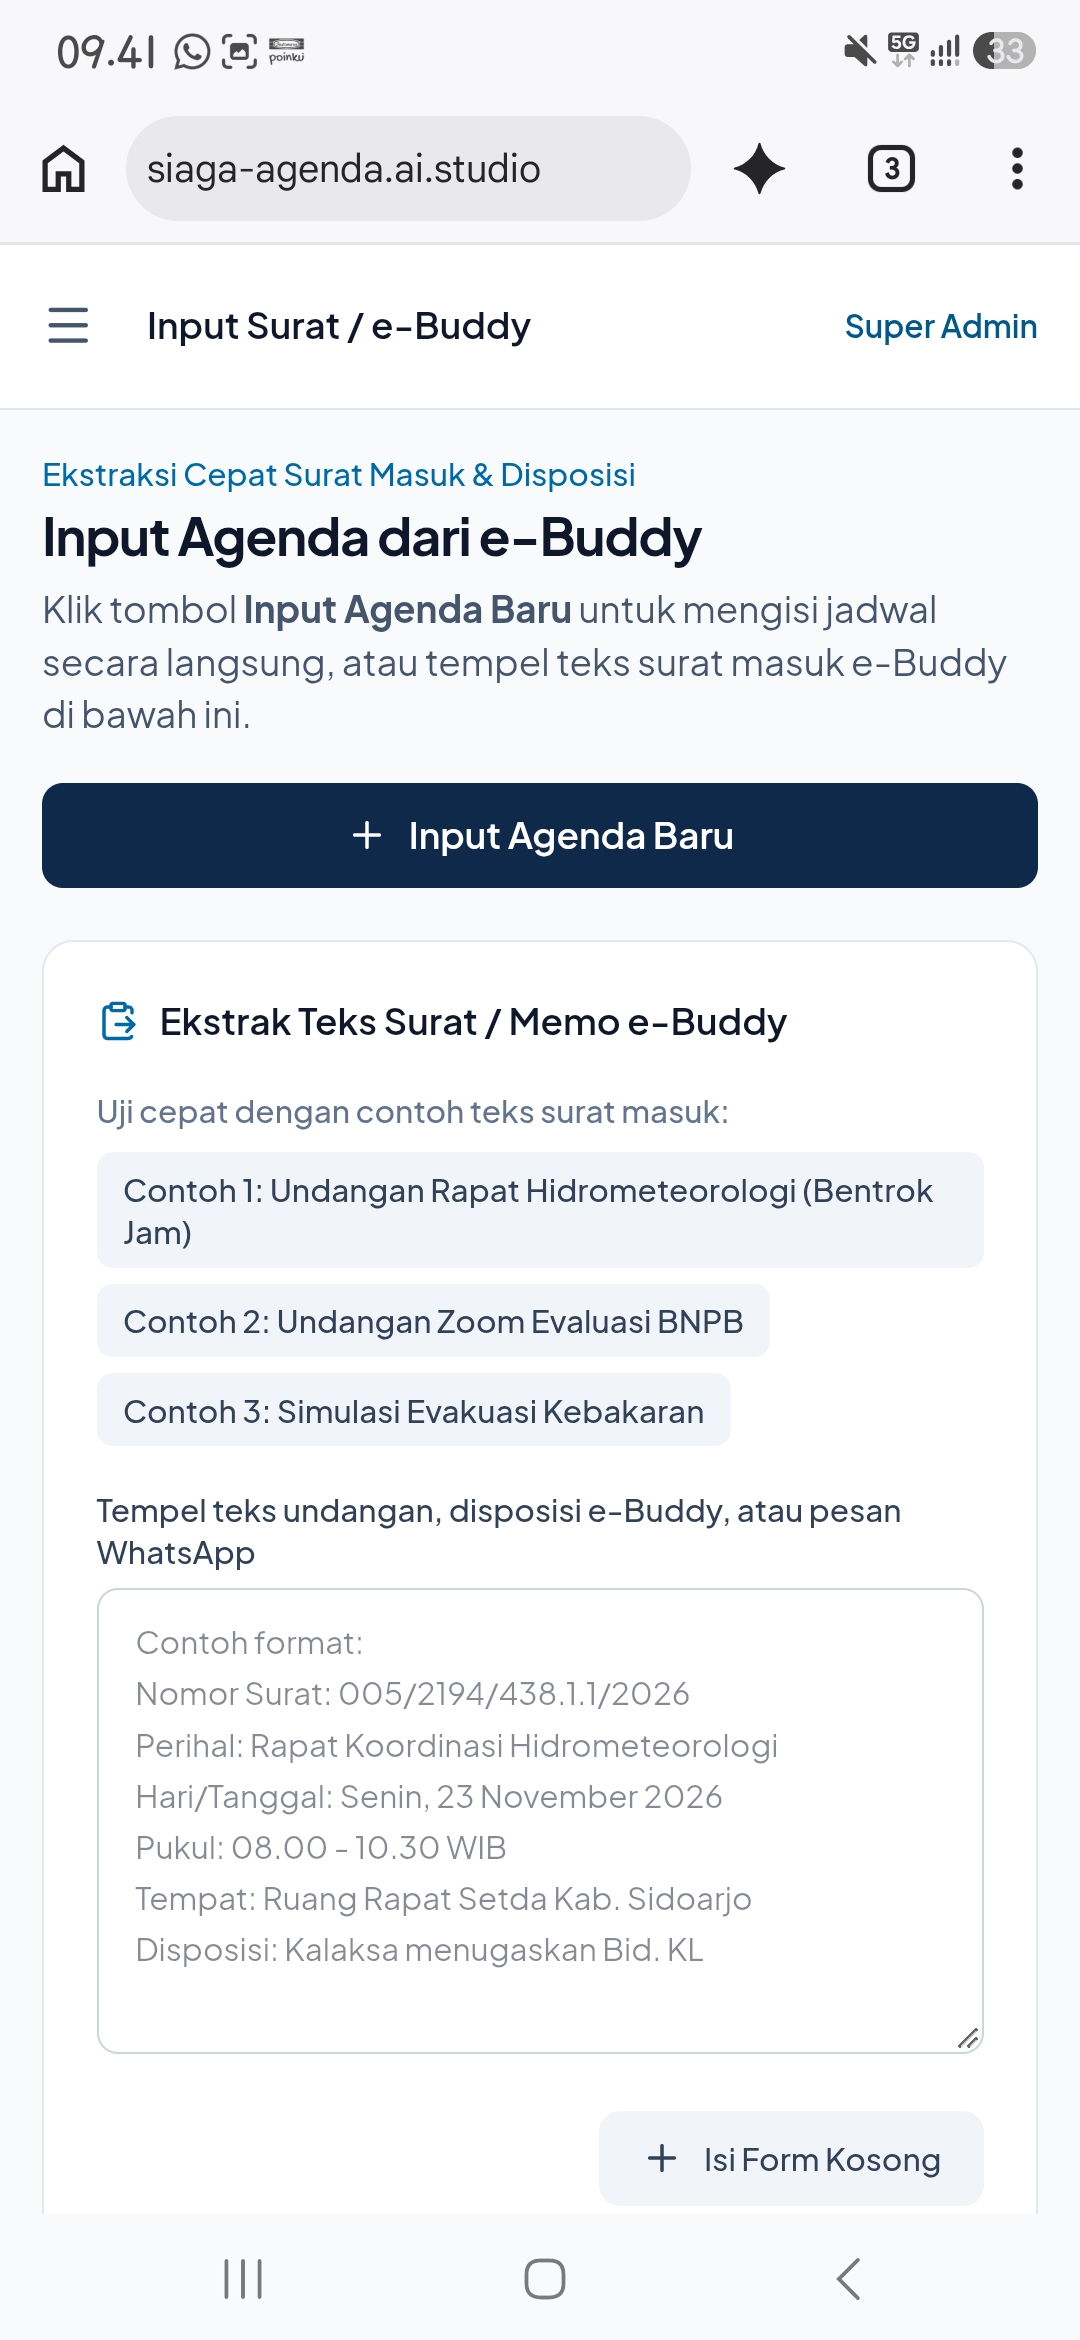 09.41
poinku
5G
33
siaga-agenda.ai.studio
3
Input Surat / e-Buddy
Super Admin
Ekstraksi Cepat Surat Masuk & Disposisi
Input Agenda dari e-Buddy
Klik tombol Input Agenda Baru untuk mengisi jadwal
secara langsung, atau tempel teks surat masuk e-Buddy
di bawah ini.
+ Input Agenda Baru
Ekstrak Teks Surat / Memo e-Buddy
Uji cepat dengan contoh teks surat masuk:
Contoh 1: Undangan Rapat Hidrometeorologi (Bentrok
Jam)
Contoh 2: Undangan Zoom Evaluasi BNPB
Contoh 3: Simulasi Evakuasi Kebakaran
Tempel teks undangan, disposisi e-Buddy, atau pesan
WhatsApp
Contoh format:
Nomor Surat: 005/2194/438.1.1/2026
Perihal: Rapat Koordinasi Hidrometeorologi
Hari/Tanggal: Senin, 23 November 2026
Pukul: 08.00 - 10.30 WIB
Tempat: Ruang Rapat Setda Kab. Sidoarjo
Disposisi: Kalaksa menugaskan Bid. KL
+ Isi Form Kosong